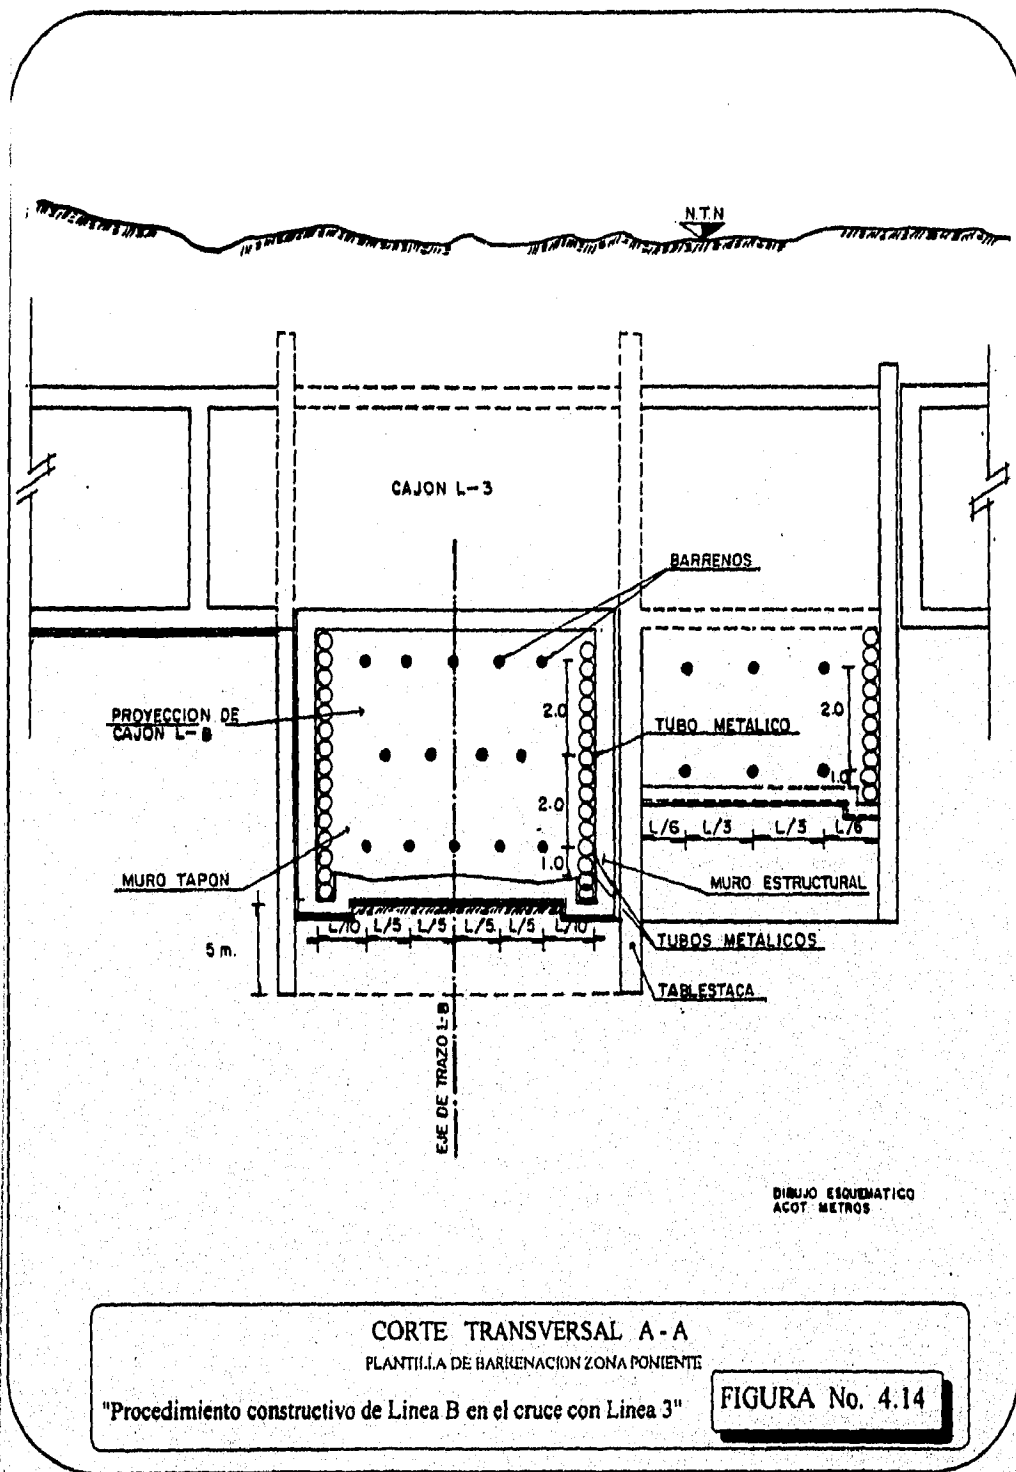 N.T.N
CAJON L-3
BARRENOS
PROYECCION DE
CAJON L-B
2.0
2.0
TUBO METALICO
2.0
1.0
MURO TAPON
1.0
L/6 L/3 L/3 L/6
MURO ESTRUCTURAL
L/10 L/5 L/5 L/5 L/5 L/10
5 m.
TUBOS METALICOS
TABLESTACA
EJE DE TRAZO L-B
DIBUJO ESQUEMATICO
ACOT METROS
CORTE TRANSVERSAL A - A
PLANTILLA DE BARRENACION ZONA PONIENTE
"Procedimiento constructivo de Linea B en el cruce con Linea 3"
FIGURA No. 4.14